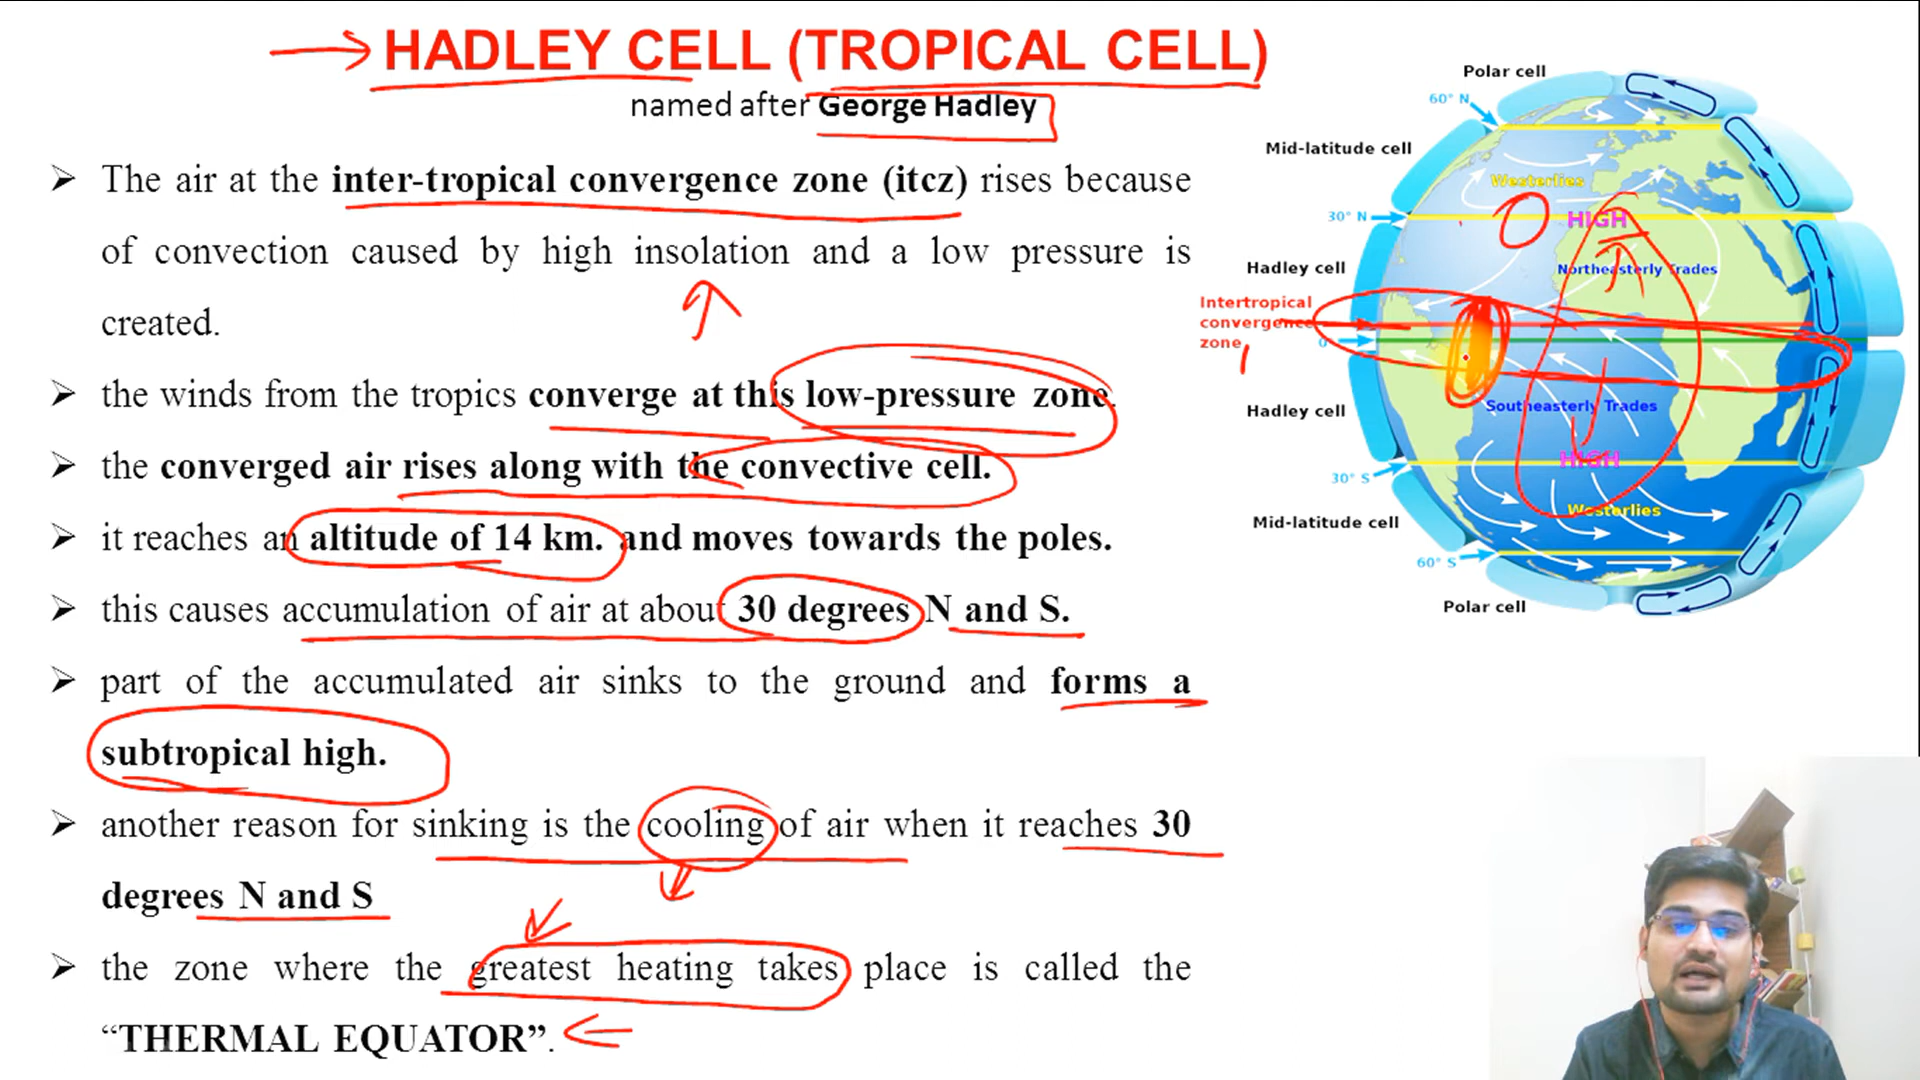 HADLEY CELL (TROPICAL CELL)
named after George Hadley
➢ The air at the inter-tropical convergence zone (itcz) rises because
of convection caused by high insolation and a low pressure is
created.
➢ the winds from the tropics converge at this low-pressure zone.
➢ the converged air rises along with the convective cell.
➢ it reaches an altitude of 14 km. and moves towards the poles.
➢ this causes accumulation of air at about 30 degrees N and S.
➢ part of the accumulated air sinks to the ground and forms a
subtropical high.
➢ another reason for sinking is the cooling of air when it reaches 30
degrees N and S
➢ the zone where the greatest heating takes place is called the
“THERMAL EQUATOR”.
Polar cell
60° N
Mid-latitude cell
Westerlies
30° N
HIGH
Hadley cell
Northeasterly Trades
Intertropical
convergence
zone
0°
Hadley cell
Southeasterly Trades
HIGH
30° S
Westerlies
Mid-latitude cell
60° S
Polar cell